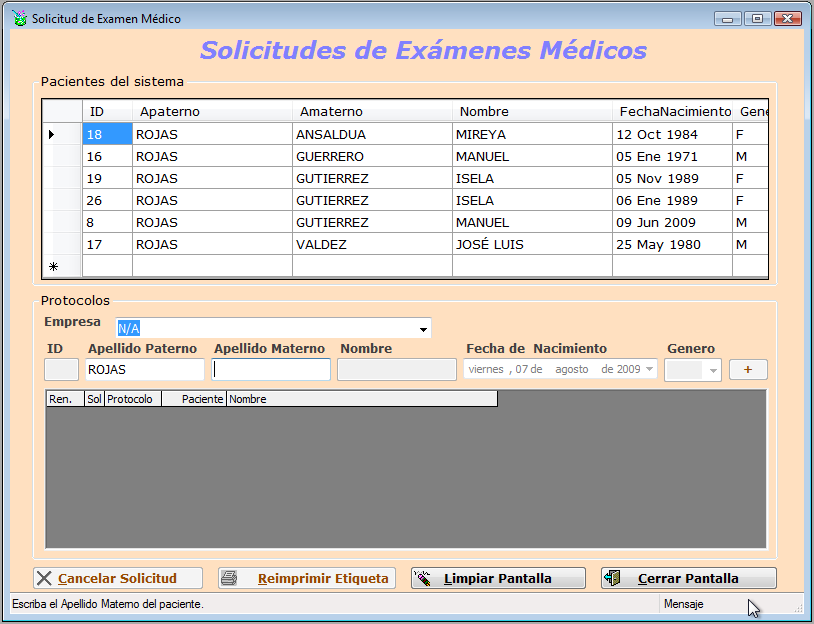 Solicitud de Examen Médico
Solicitudes de Exámenes Médicos
Pacientes del sistema
ID Apaterno Amaterno Nombre FechaNacimiento Gene
18 ROJAS ANSALDUA MIREYA 12 Oct 1984 F
16 ROJAS GUERRERO MANUEL 05 Ene 1971 M
19 ROJAS GUTIERREZ ISELA 05 Nov 1989 F
26 ROJAS GUTIERREZ ISELA 06 Ene 1989 F
8 ROJAS GUTIERREZ MANUEL 09 Jun 2009 M
17 ROJAS VALDEZ JOSÉ LUIS 25 May 1980 M
Protocolos
Empresa N/A
ID Apellido Paterno Apellido Materno Nombre Fecha de Nacimiento Genero
ROJAS viernes , 07 de agosto de 2009 +
Ren. Sol Protocolo Paciente Nombre
Cancelar Solicitud Reimprimir Etiqueta Limpiar Pantalla Cerrar Pantalla
Escriba el Apellido Materno del paciente. Mensaje